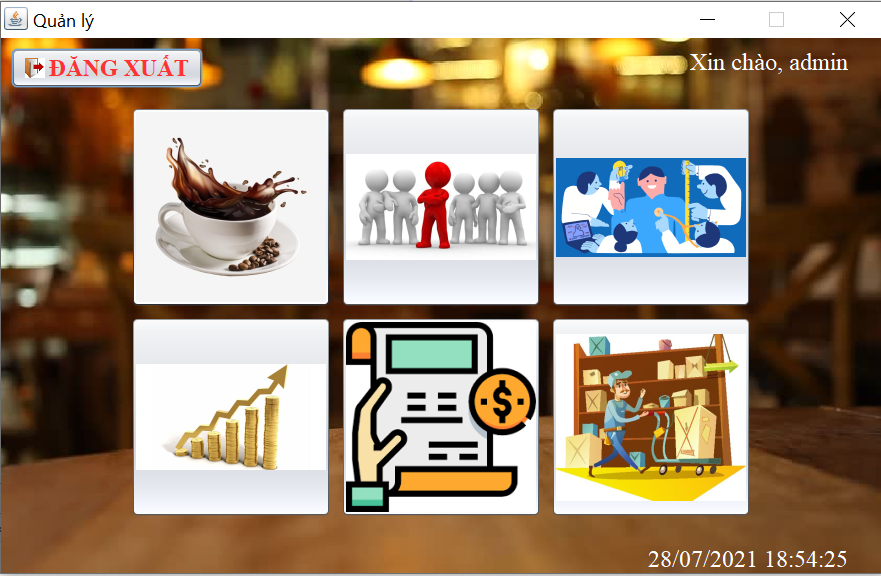 Quản lý
ĐĂNG XUẤT
Xin chào, admin
$
28/07/2021 18:54:25